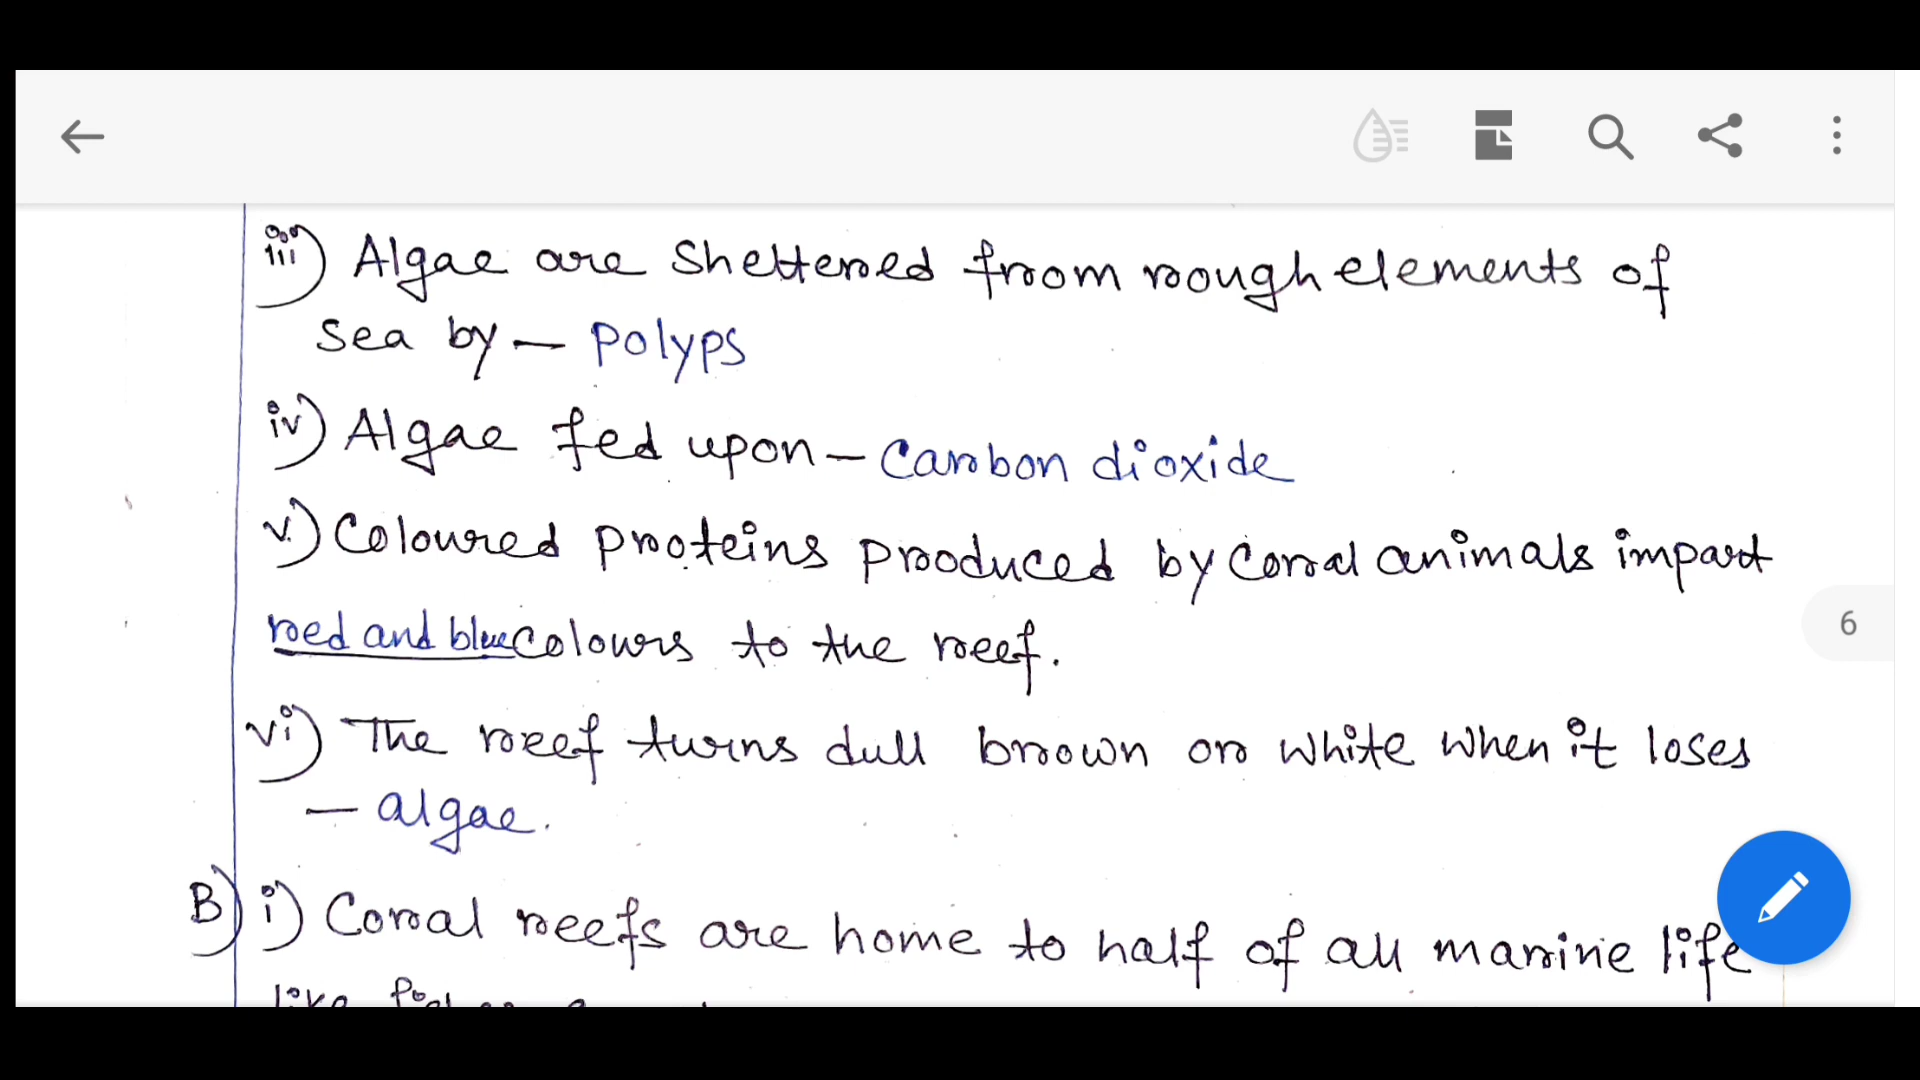 iii) Algae are Sheltered from rough elements of
sea by – Polyps
iv) Algae fed upon – Carbon dioxide
v) Coloured proteins produced by Coral animals impart
red and blue colours to the reef.
vi) The reef turns dull brown or white when it loses
– algae.
B) i) Coral reefs are home to half of all marine life
like
6